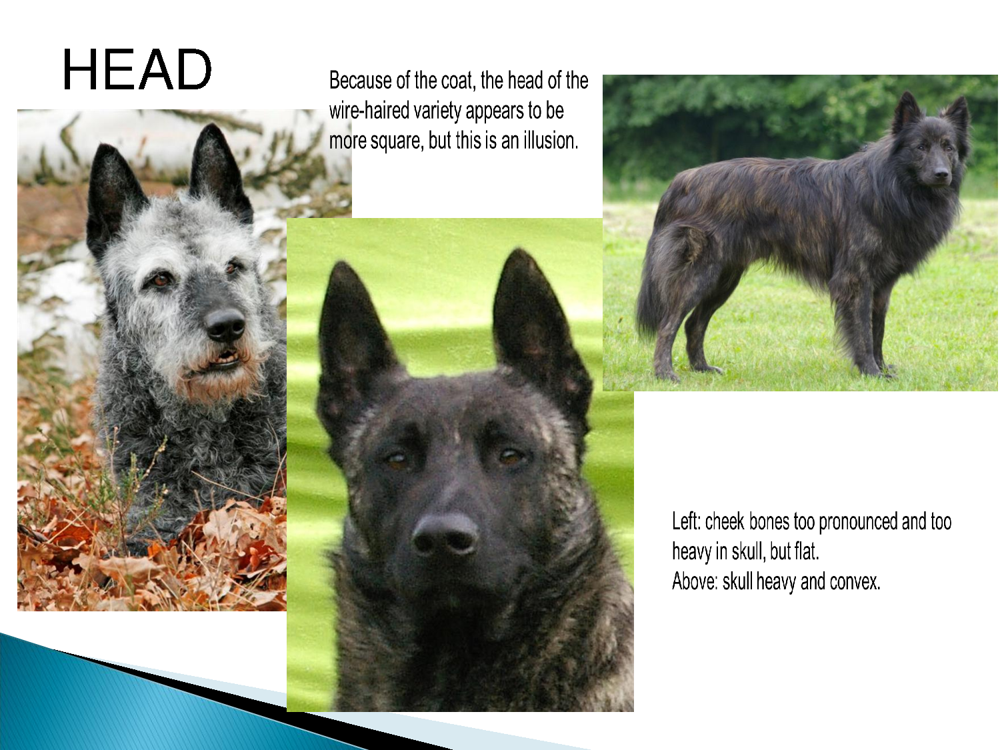 HEAD
Because of the coat, the head of the
wire-haired variety appears to be
more square, but this is an illusion.
Left: cheek bones too pronounced and too
heavy in skull, but flat.
Above: skull heavy and convex.